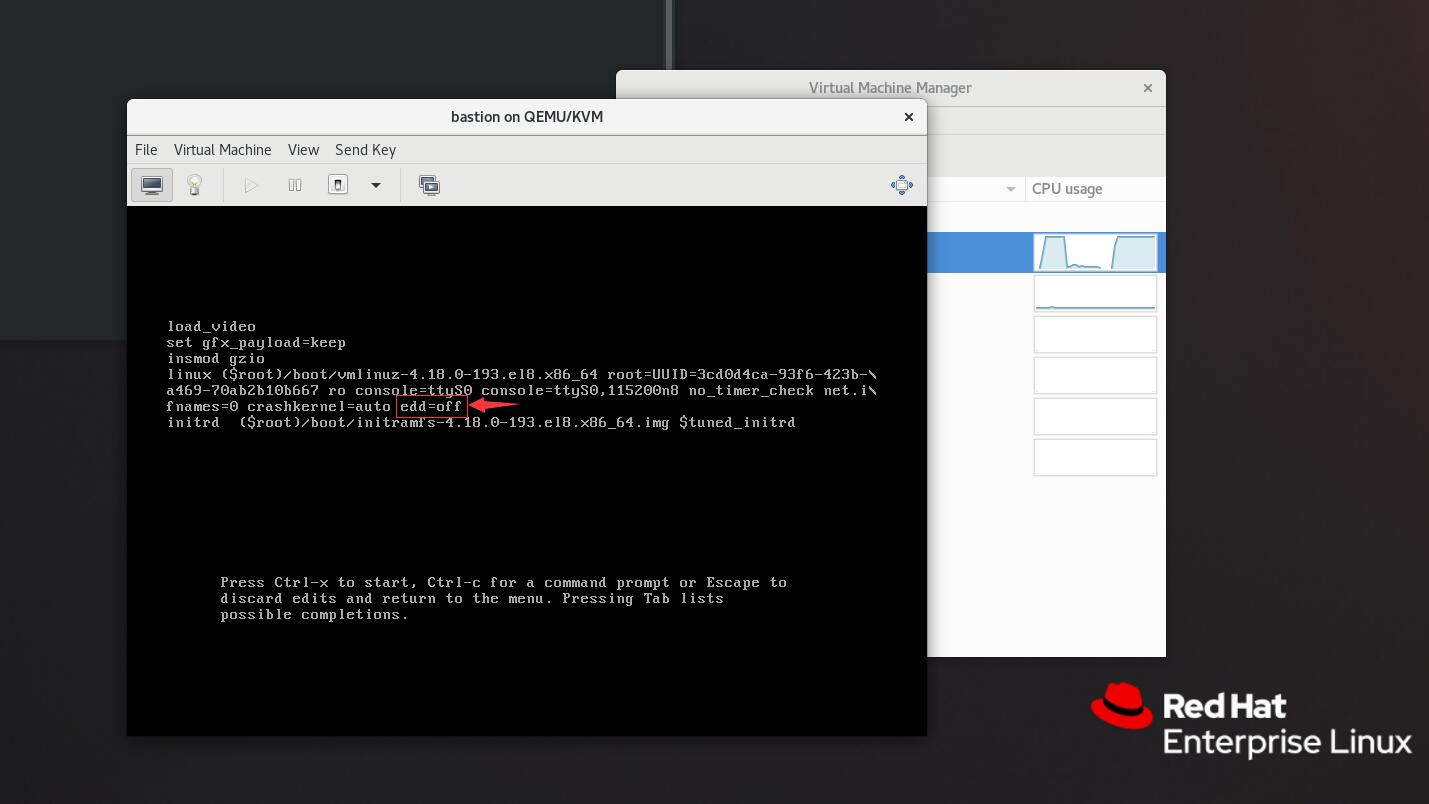 Virtual Machine Manager
bastion on QEMU/KVM
File Virtual Machine View Send Key
CPU usage
load_video
set gfx_payload=keep
insmod gzio
linux ($root)/boot/vmlinuz-4.18.0-193.el8.x86_64 root=UUID=3cd0d4ca-93f6-423b-\
a469-70ab2b10b667 ro console=ttyS0 console=ttyS0,115200n8 no_timer_check net.i\
fnames=0 crashkernel=auto edd=off
initrd  ($root)/boot/initramfs-4.18.0-193.el8.x86_64.img $tuned_initrd
Press Ctrl-x to start, Ctrl-c for a command prompt or Escape to
discard edits and return to the menu. Pressing Tab lists
possible completions.
Red Hat
Enterprise Linux